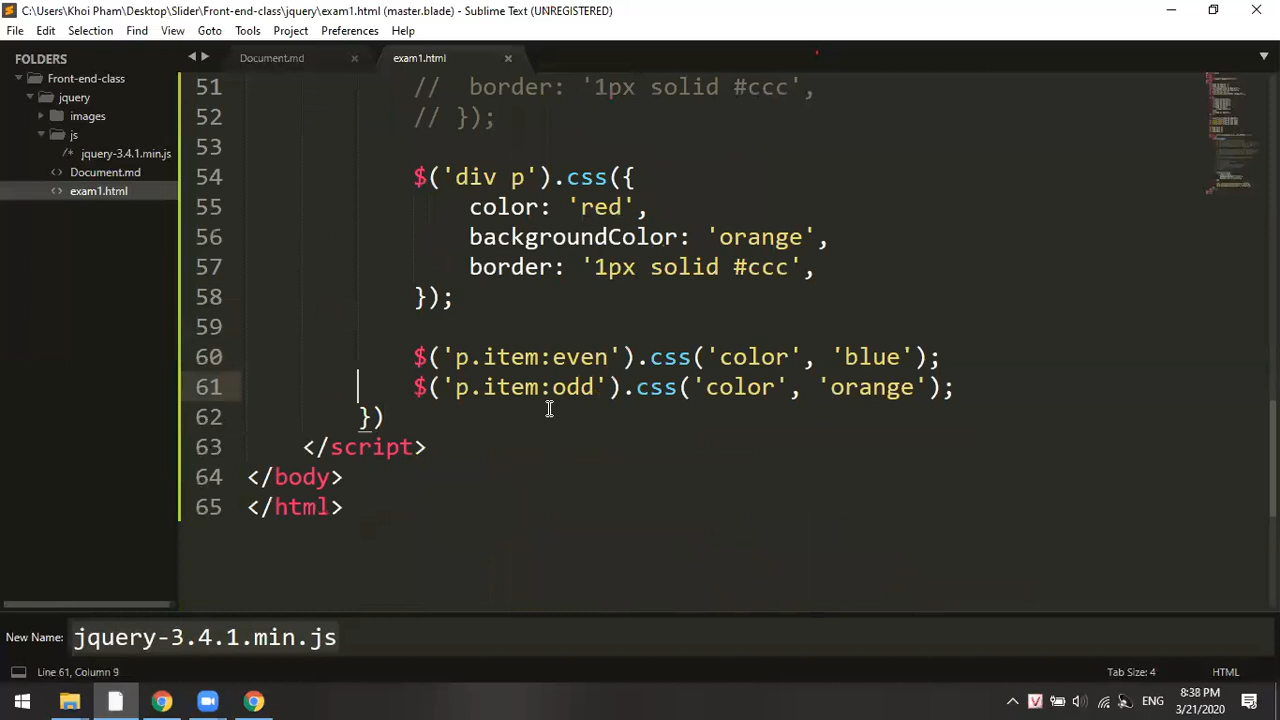 C:\Users\Khoi Pham\Desktop\Slider\Front-end-class\jquery\exam1.html (master.blade) - Sublime Text (UNREGISTERED)
File Edit Selection Find View Goto Tools Project Preferences Help
FOLDERS
Front-end-class
jquery
images
js
jquery-3.4.1.min.js
Document.md
exam1.html
Document.md exam1.html
51 //  border: '1px solid #ccc',
52 // });
53
54 $('div p').css({
55 color: 'red',
56 backgroundColor: 'orange',
57 border: '1px solid #ccc',
58 });
59
60 $('p.item:even').css('color', 'blue');
61 $('p.item:odd').css('color', 'orange');
62 })
63 </script>
64 </body>
65 </html>
New Name: jquery-3.4.1.min.js
Line 61, Column 9 Tab Size: 4 HTML
V ENG 8:38 PM
3/21/2020